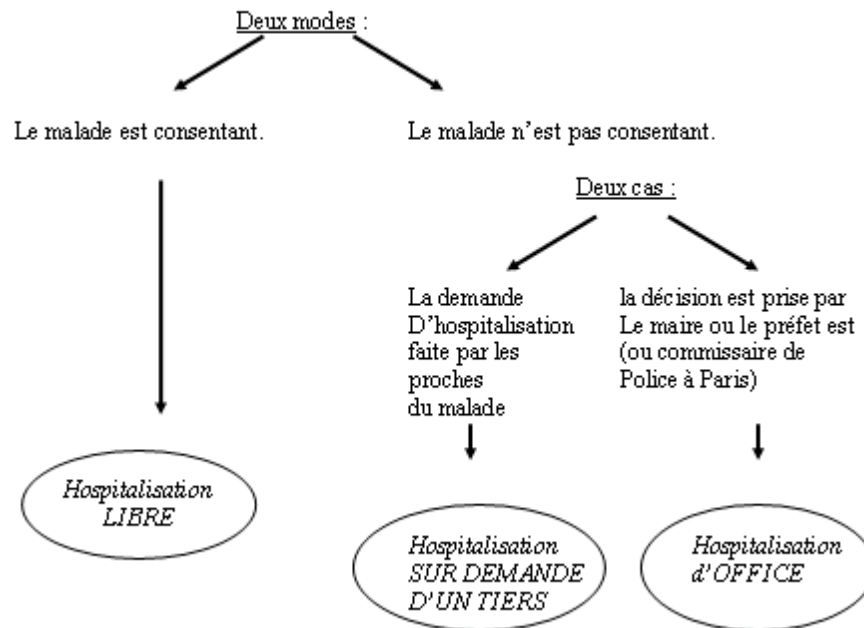 Deux modes :
Le malade est consentant.
Le malade n'est pas consentant.
Deux cas :
La demande
D'hospitalisation
faite par les
proches
du malade
la décision est prise par
Le maire ou le préfet est
(ou commissaire de
Police à Paris)
Hospitalisation
LIBRE
Hospitalisation
SUR DEMANDE
D'UN TIERS
Hospitalisation
d'OFFICE